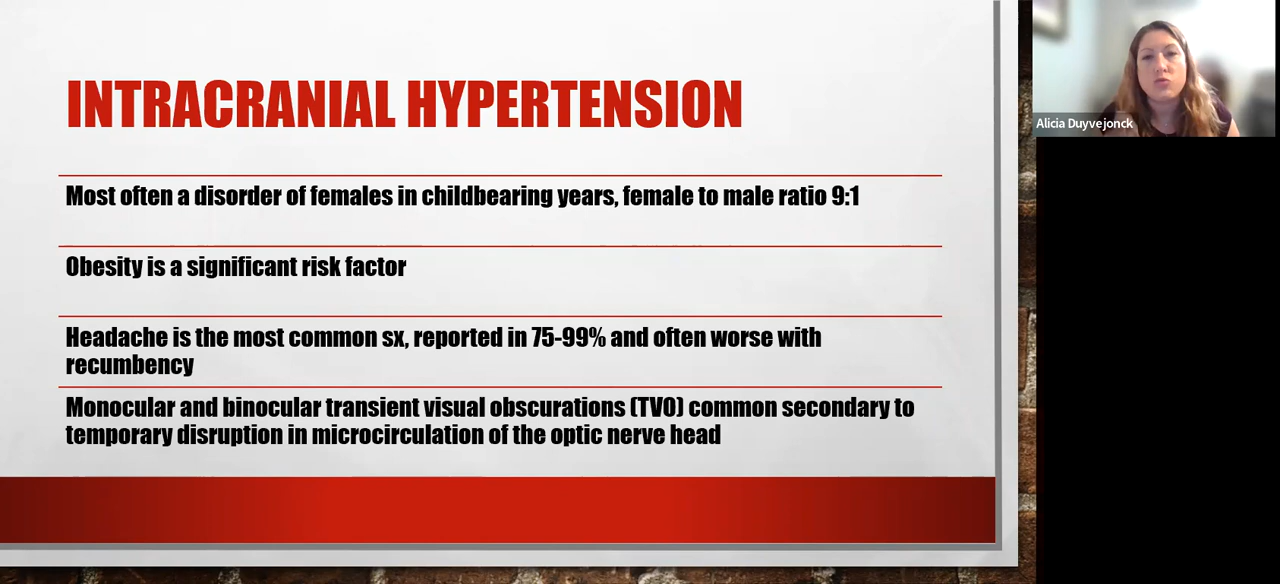 INTRACRANIAL HYPERTENSION
Most often a disorder of females in childbearing years, female to male ratio 9:1
Obesity is a significant risk factor
Headache is the most common sx, reported in 75-99% and often worse with
recumbency
Monocular and binocular transient visual obscurations (TVO) common secondary to
temporary disruption in microcirculation of the optic nerve head
Alicia Duyvejonck